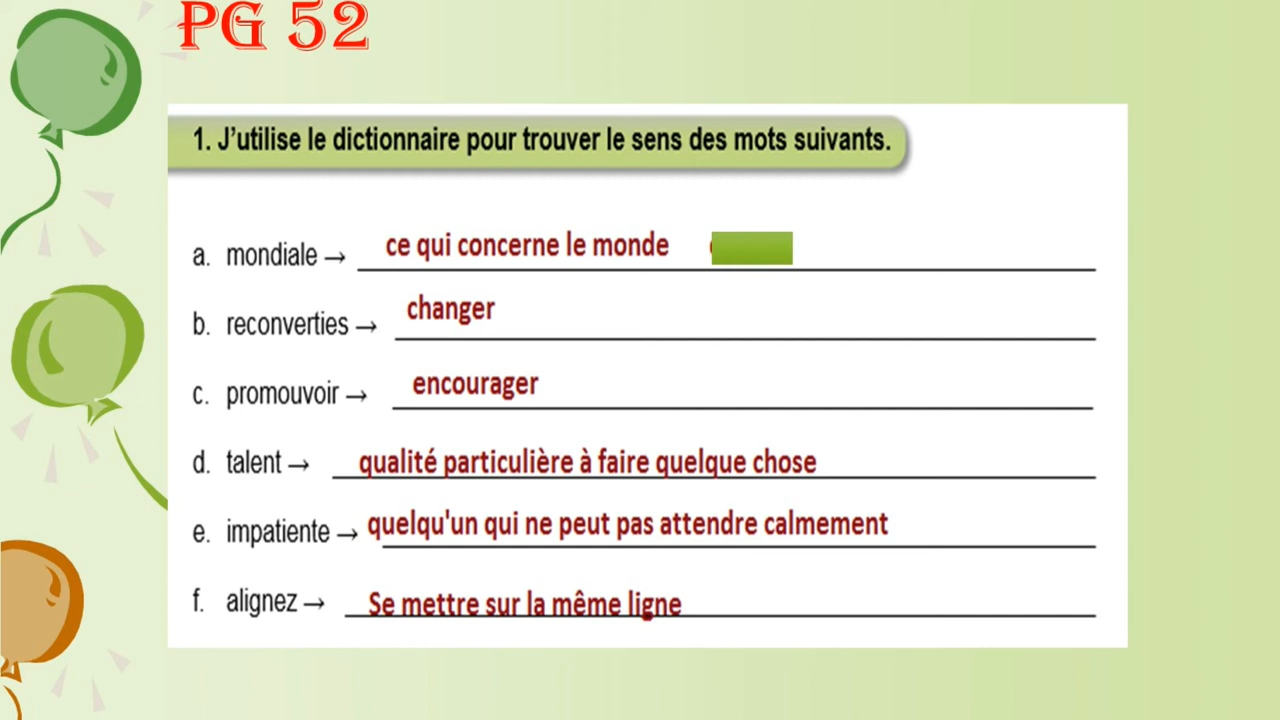 PG 52
1. J'utilise le dictionnaire pour trouver le sens des mots suivants.
a. mondiale → ce qui concerne le monde
b. reconverties → changer
c. promouvoir → encourager
d. talent → qualité particulière à faire quelque chose
e. impatiente → quelqu'un qui ne peut pas attendre calmement
f. alignez → Se mettre sur la même ligne